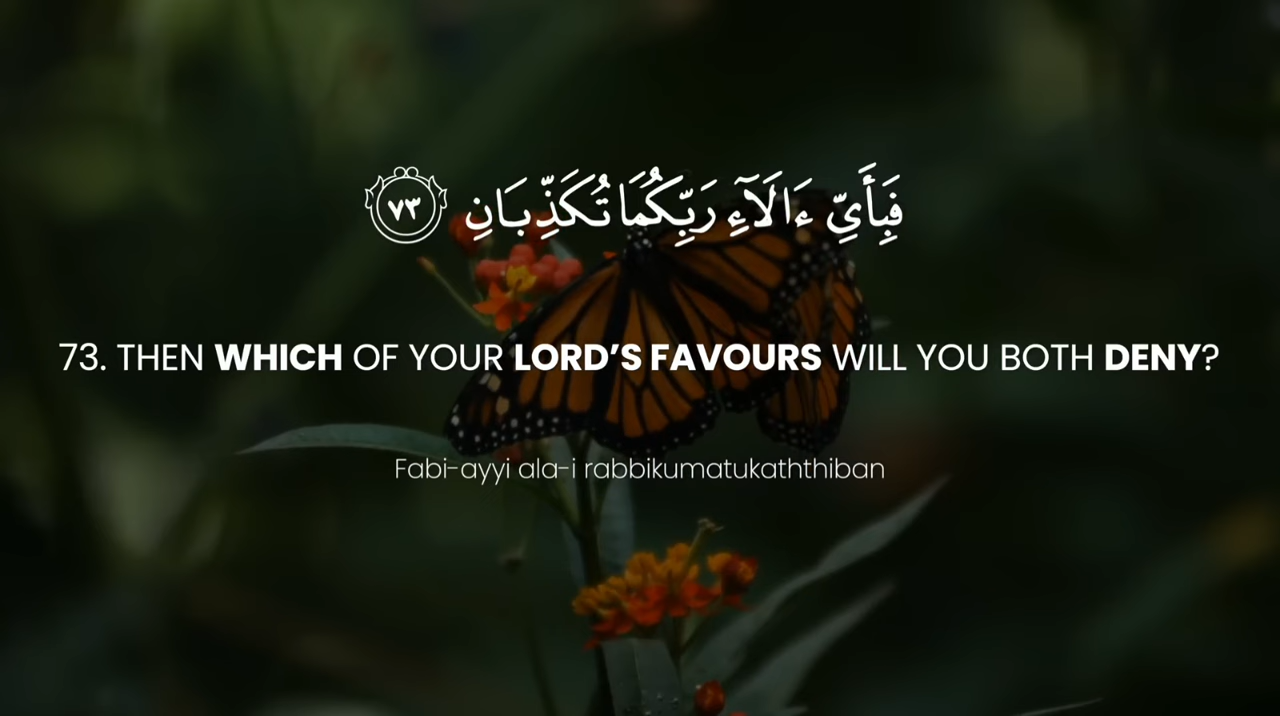 فَبِأَيِّ ءَالَآءِ رَبِّكُمَا تُكَذِّبَانِ ٧٣
73. THEN WHICH OF YOUR LORD’S FAVOURS WILL YOU BOTH DENY?
Fabi-ayyi ala-i rabbikumatukaththiban